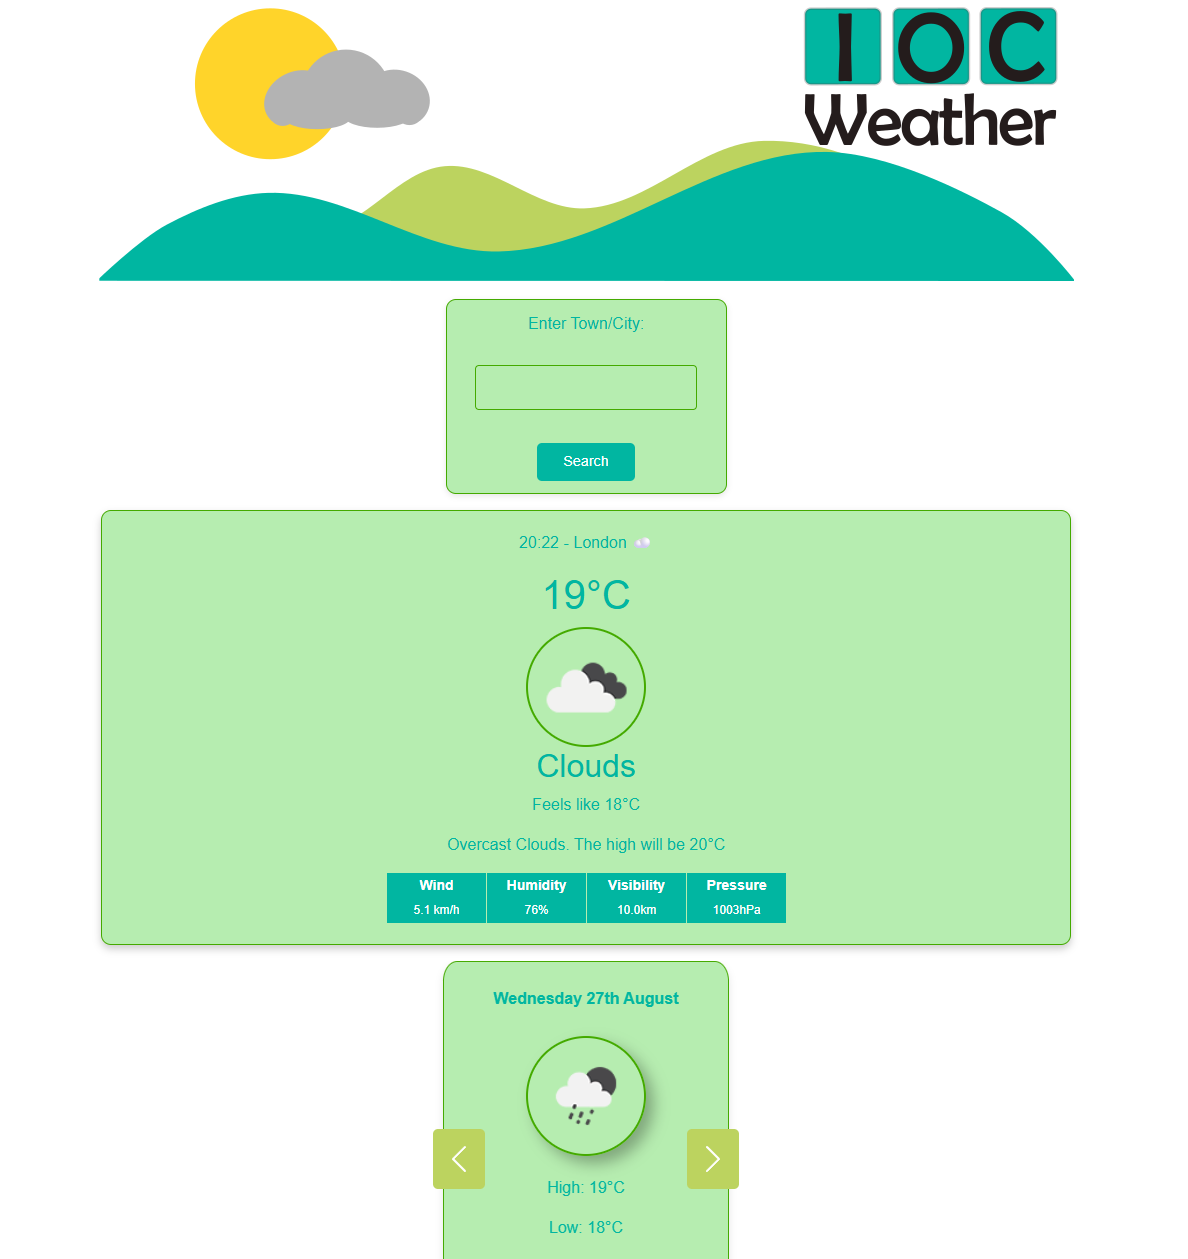 IOC
Weather
Enter Town/City:
Search
20:22 - London
19°C
Clouds
Feels like 18°C
Overcast Clouds. The high will be 20°C
Wind Humidity Visibility Pressure
5.1 km/h 76% 10.0km 1003hPa
Wednesday 27th August
High: 19°C
Low: 18°C